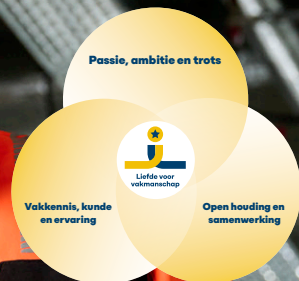 Passie, ambitie en trots
Liefde voor
vakmanschap
Vakkennis, kunde
en ervaring
Open houding en
samenwerking